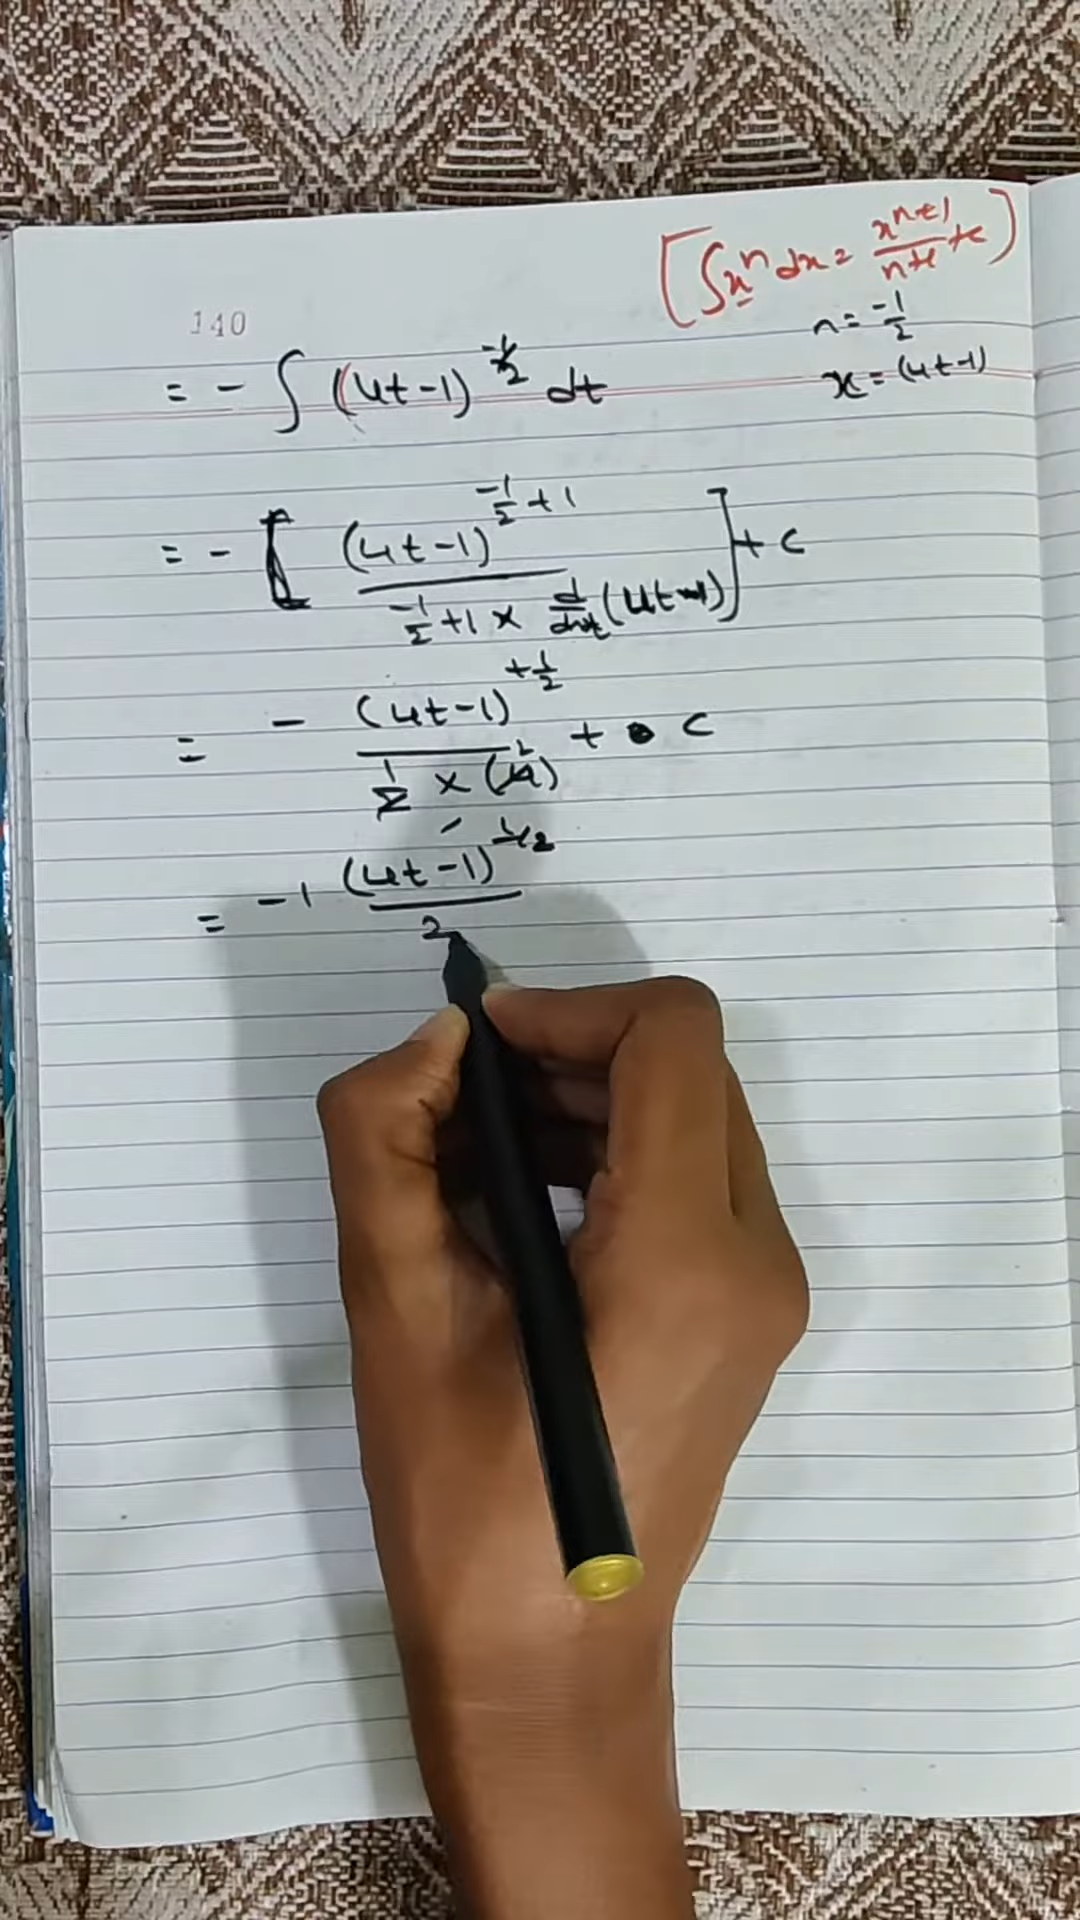 [∫xⁿ dx = x^(n+1)/(n+1) + c]
140
n = -1/2
= - ∫ (4t-1)^(-1/2) dt
x = (4t-1)
= - [ (4t-1)^(-1/2 + 1) / (-1/2 + 1 × d/dt (4t-1)) ] + c
= - (4t-1)^(+1/2) / (1/2 × (4)) + c
= -1 (4t-1)^(1/2) / 2